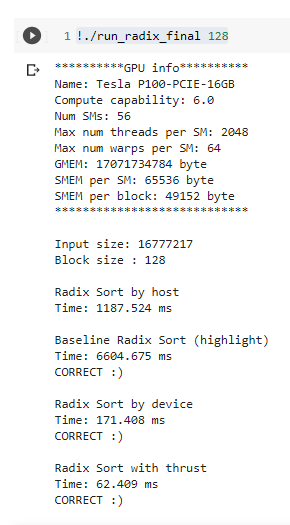 1 !./run_radix_final 128
**********GPU info**********
Name: Tesla P100-PCIE-16GB
Compute capability: 6.0
Num SMs: 56
Max num threads per SM: 2048
Max num warps per SM: 64
GMEM: 17071734784 byte
SMEM per SM: 65536 byte
SMEM per block: 49152 byte
****************************
Input size: 16777217
Block size : 128
Radix Sort by host
Time: 1187.524 ms
Baseline Radix Sort (highlight)
Time: 6604.675 ms
CORRECT :)
Radix Sort by device
Time: 171.408 ms
CORRECT :)
Radix Sort with thrust
Time: 62.409 ms
CORRECT :)